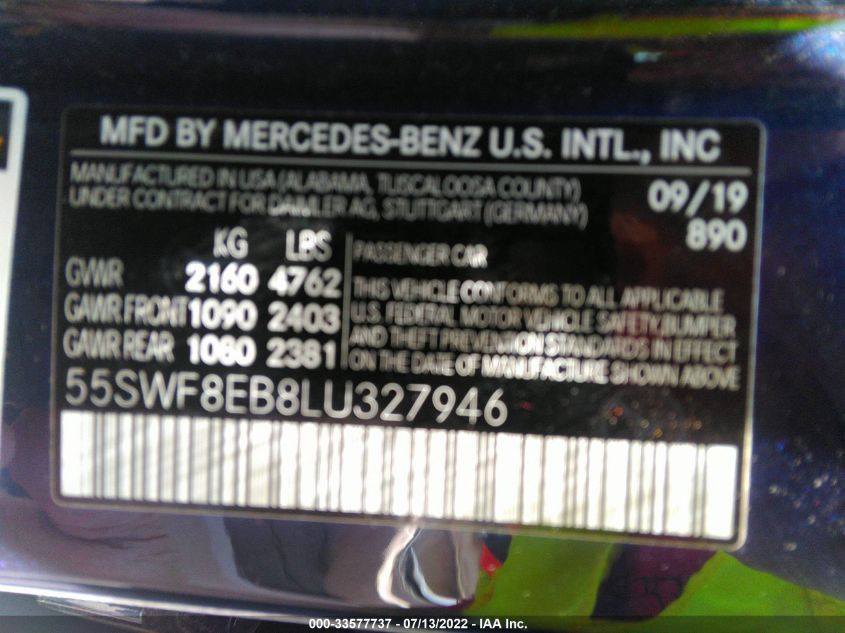 MFD BY MERCEDES-BENZ U.S. INTL., INC
MANUFACTURED IN USA (ALABAMA, TUSCALOOSA COUNTY)
UNDER CONTRACT FOR DAIMLER AG, STUTTGART (GERMANY)
09/19
890
KG LBS
GVWR 2160 4762
GAWR FRONT 1090 2403
GAWR REAR 1080 2381
PASSENGER CAR
THIS VEHICLE CONFORMS TO ALL APPLICABLE
U.S. FEDERAL MOTOR VEHICLE SAFETY, BUMPER
AND THEFT PREVENTION STANDARDS IN EFFECT
ON THE DATE OF MANUFACTURE SHOWN ABOVE.
55SWF8EB8LU327946
000-33577737 - 07/13/2022 - IAA Inc.